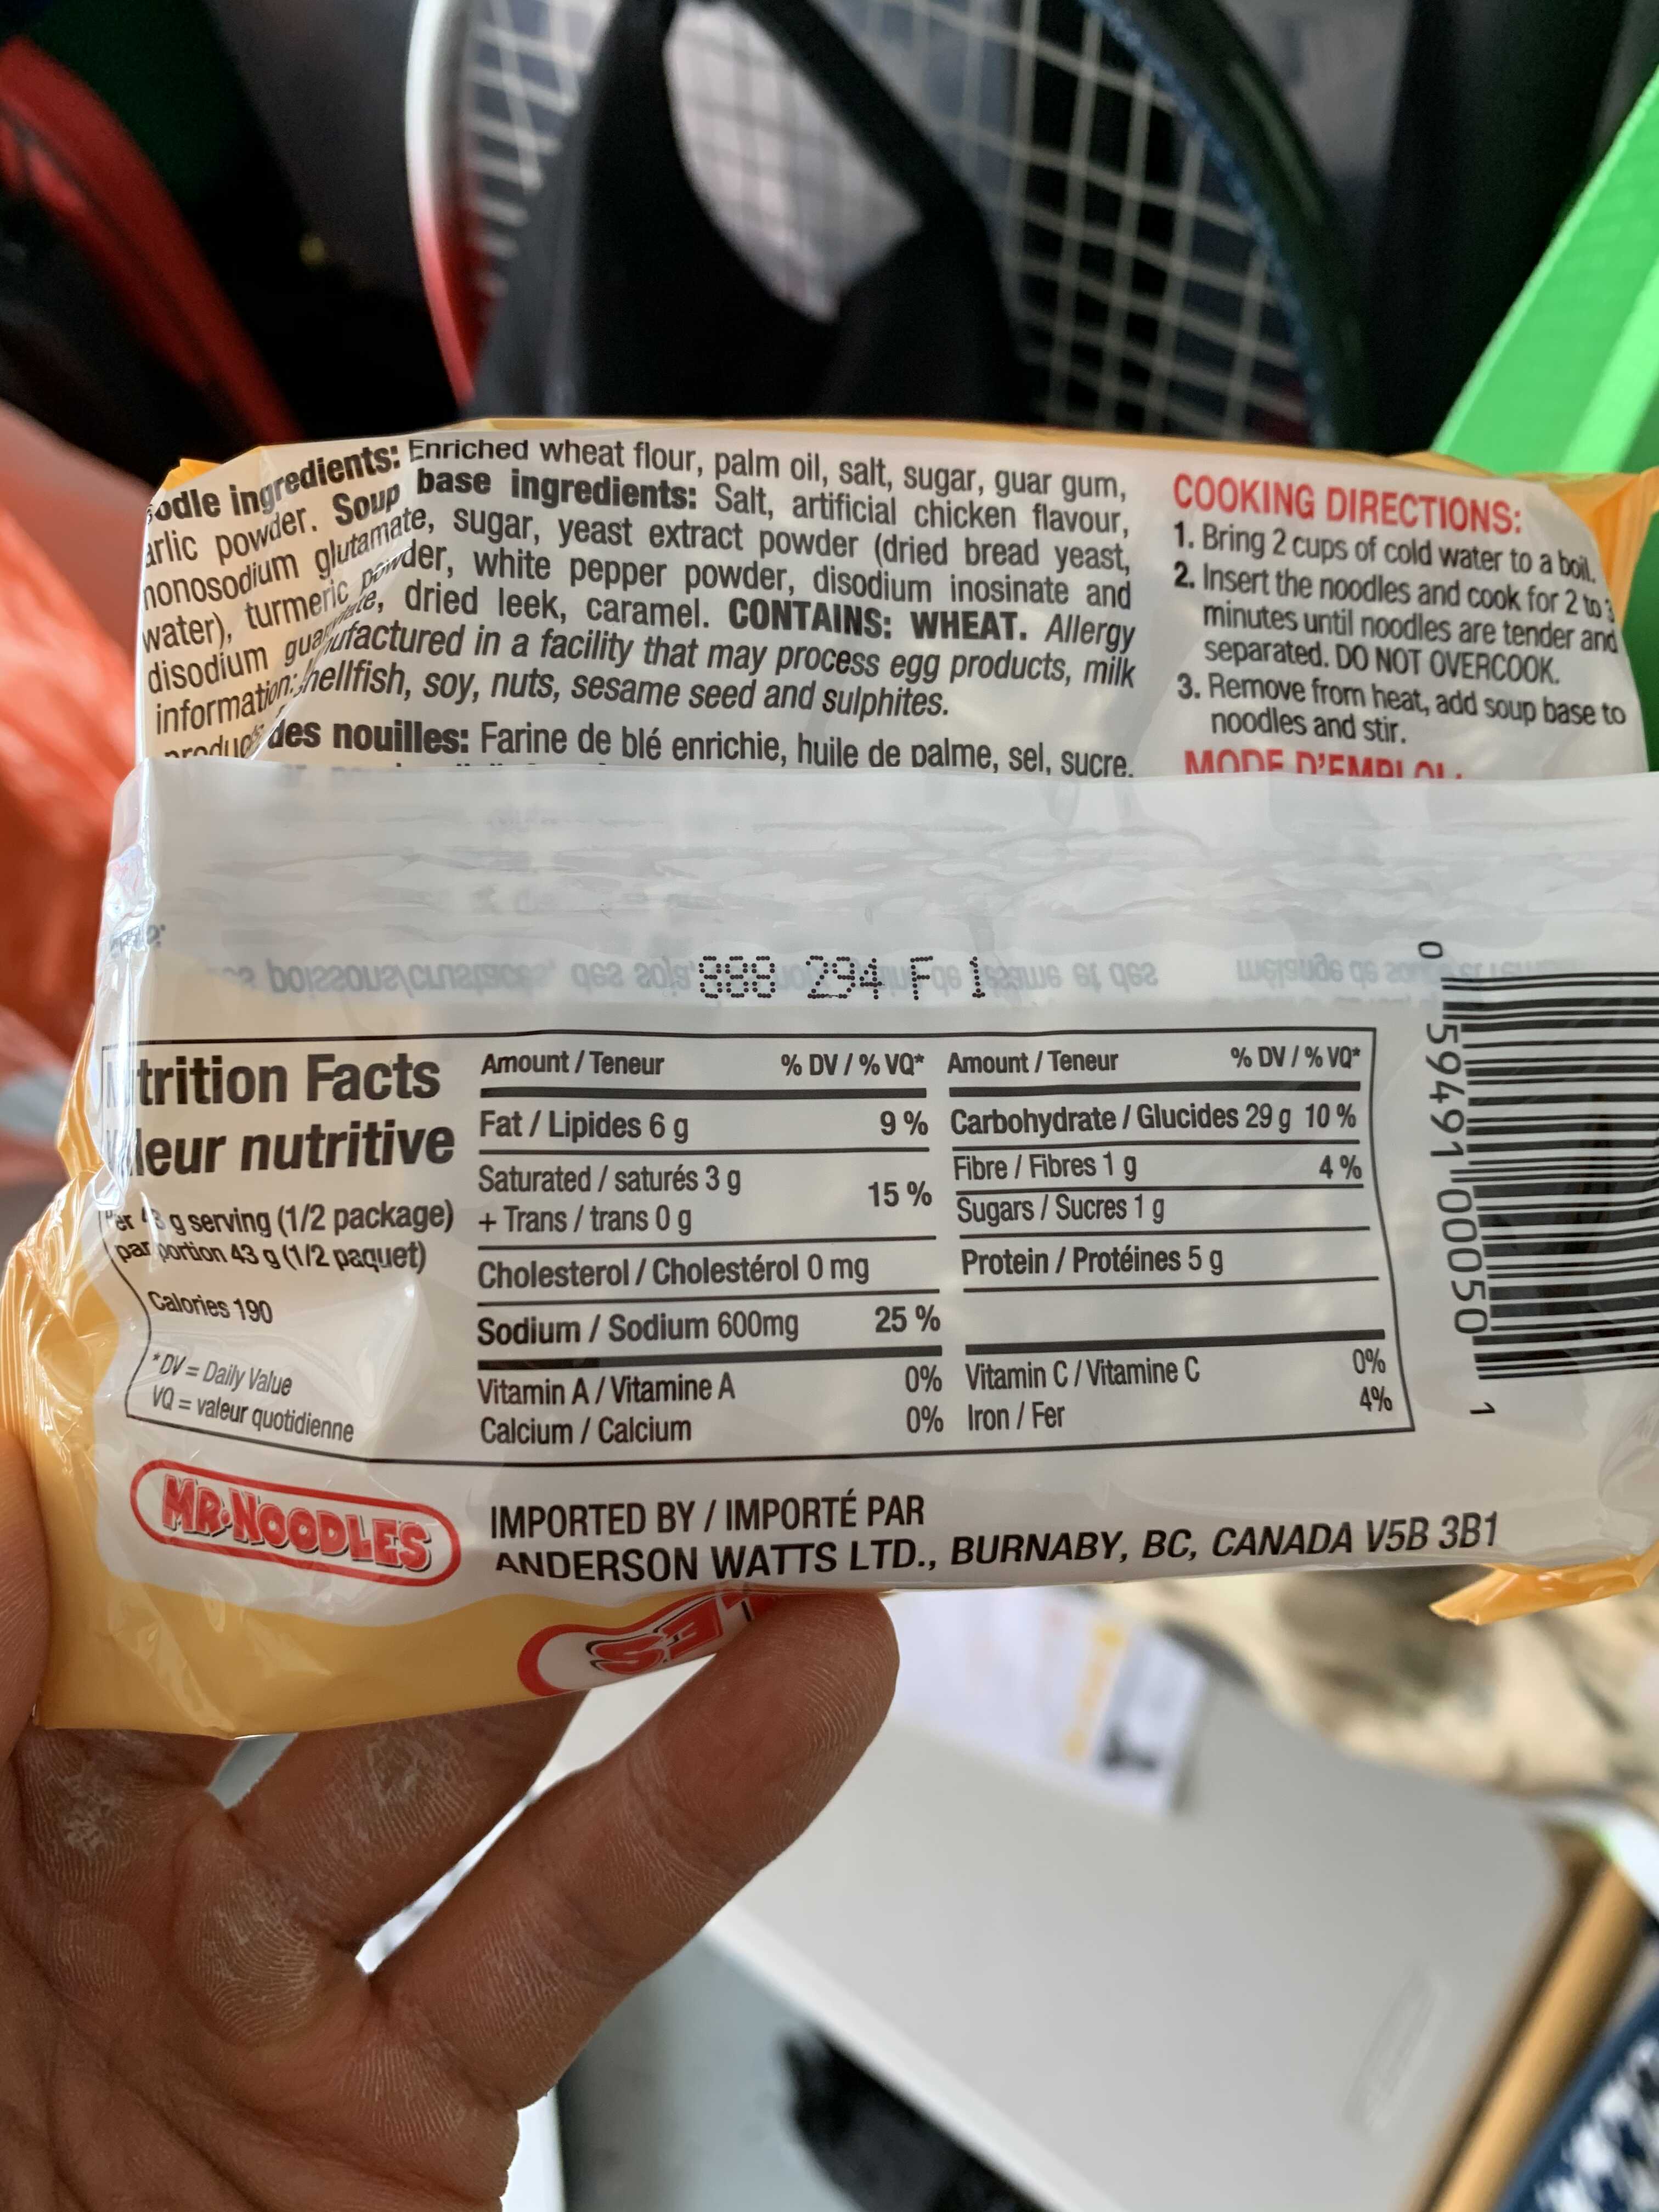 odle ingredients: Enriched wheat flour, palm oil, salt, sugar, guar gum,
arlic powder. Soup base ingredients: Salt, artificial chicken flavour,
monosodium glutamate, sugar, yeast extract powder (dried bread yeast,
water), turmeric powder, white pepper powder, disodium inosinate and
disodium guanylate, dried leek, caramel. CONTAINS: WHEAT. Allergy
information: manufactured in a facility that may process egg products, milk
products, shellfish, soy, nuts, sesame seed and sulphites.
des nouilles: Farine de blé enrichie, huile de palme, sel, sucre,
COOKING DIRECTIONS:
1. Bring 2 cups of cold water to a boil.
2. Insert the noodles and cook for 2 to 3
minutes until noodles are tender and
separated. DO NOT OVERCOOK.
3. Remove from heat, add soup base to
noodles and stir.
MODE D'EMPLOI:
888 294 F 1
Nutrition Facts
Valeur nutritive
Per 43 g serving (1/2 package)
par portion 43 g (1/2 paquet)
Calories 190
* DV = Daily Value
VQ = valeur quotidienne
Amount / Teneur % DV / % VQ*
Fat / Lipides 6 g 9 %
Saturated / saturés 3 g
+ Trans / trans 0 g 15 %
Cholesterol / Cholestérol 0 mg
Sodium / Sodium 600mg 25 %
Vitamin A / Vitamine A 0%
Calcium / Calcium 0%
Amount / Teneur % DV / % VQ*
Carbohydrate / Glucides 29 g 10 %
Fibre / Fibres 1 g 4 %
Sugars / Sucres 1 g
Protein / Protéines 5 g
Vitamin C / Vitamine C 0%
Iron / Fer 4%
0 59491 00050 1
MR. NOODLES
IMPORTED BY / IMPORTÉ PAR
ANDERSON WATTS LTD., BURNABY, BC, CANADA V5B 3B1
LES